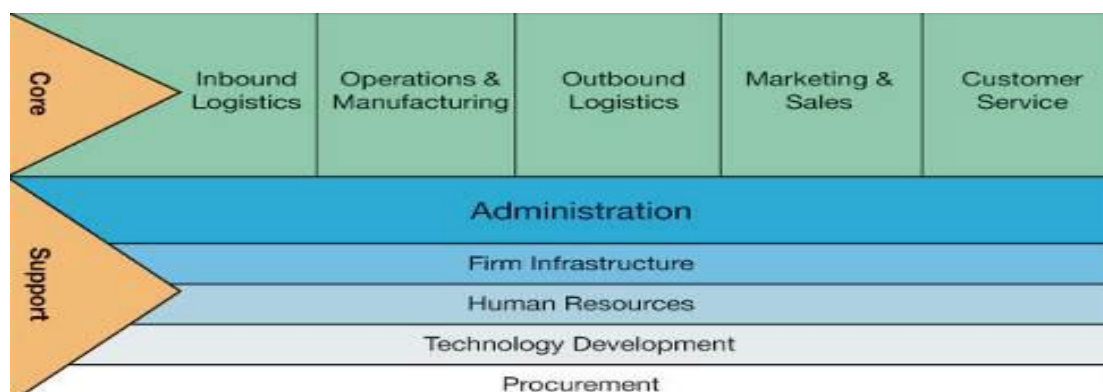 Core
Inbound
Logistics
Operations &
Manufacturing
Outbound
Logistics
Marketing &
Sales
Customer
Service
Support
Administration
Firm Infrastructure
Human Resources
Technology Development
Procurement